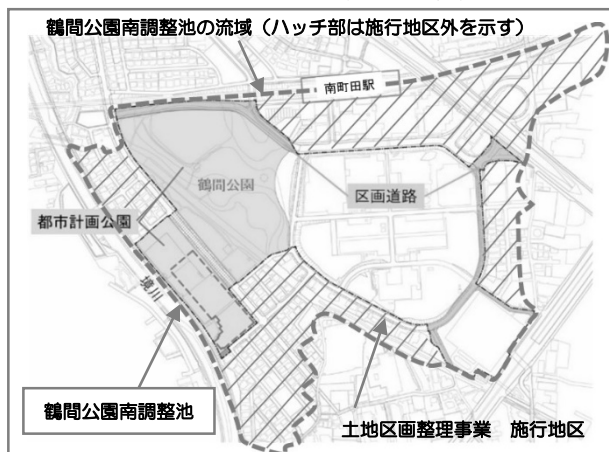 鶴間公園南調整池の流域（ハッチ部は施行地区外を示す）
南町田駅
鶴間公園
区画道路
都市計画公園
境川
鶴間公園南調整池
土地区画整理事業　施行地区